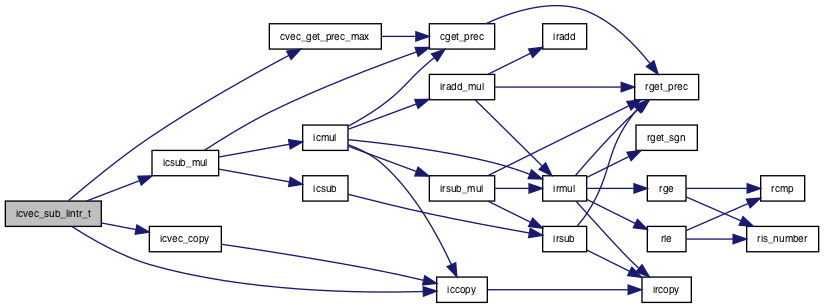 icvec_sub_lintr_t
cvec_get_prec_max
icsub_mul
icvec_copy
icmul
icsub
cget_prec
iradd_mul
irsub_mul
iccopy
iradd
irmul
irsub
rget_prec
rget_sgn
rge
rle
ircopy
rcmp
ris_number